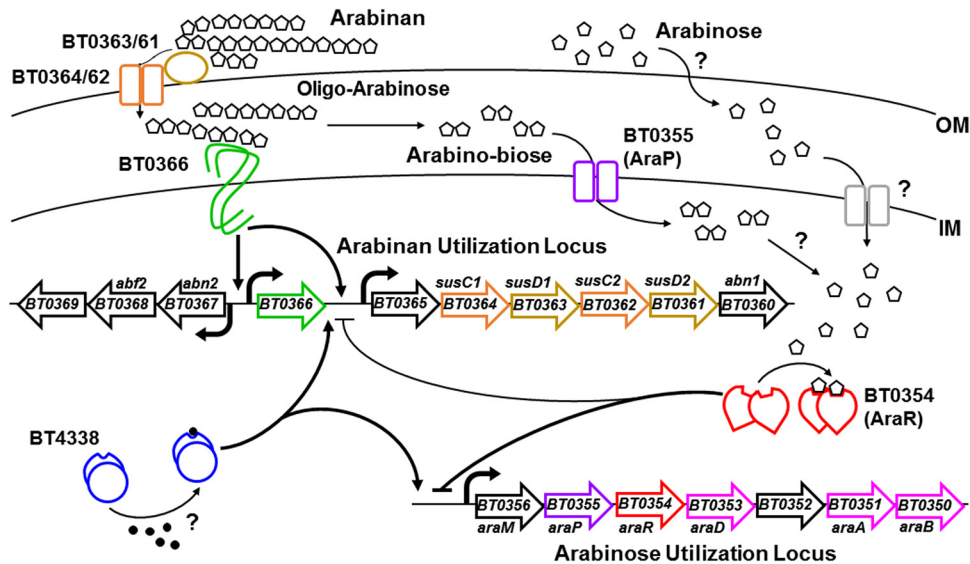 Arabinan
Arabinose
BT0363/61
?
BT0364/62
Oligo-Arabinose
OM
BT0355
(AraP)
BT0366
Arabino-biose
?
IM
?
Arabinan Utilization Locus
abf2 abn2 susC1 susD1 susC2 susD2 abn1
BT0369 BT0368 BT0367 BT0366 BT0365 BT0364 BT0363 BT0362 BT0361 BT0360
BT0354
(AraR)
BT4338
?
BT0356 BT0355 BT0354 BT0353 BT0352 BT0351 BT0350
araM araP araR araD araA araB
Arabinose Utilization Locus